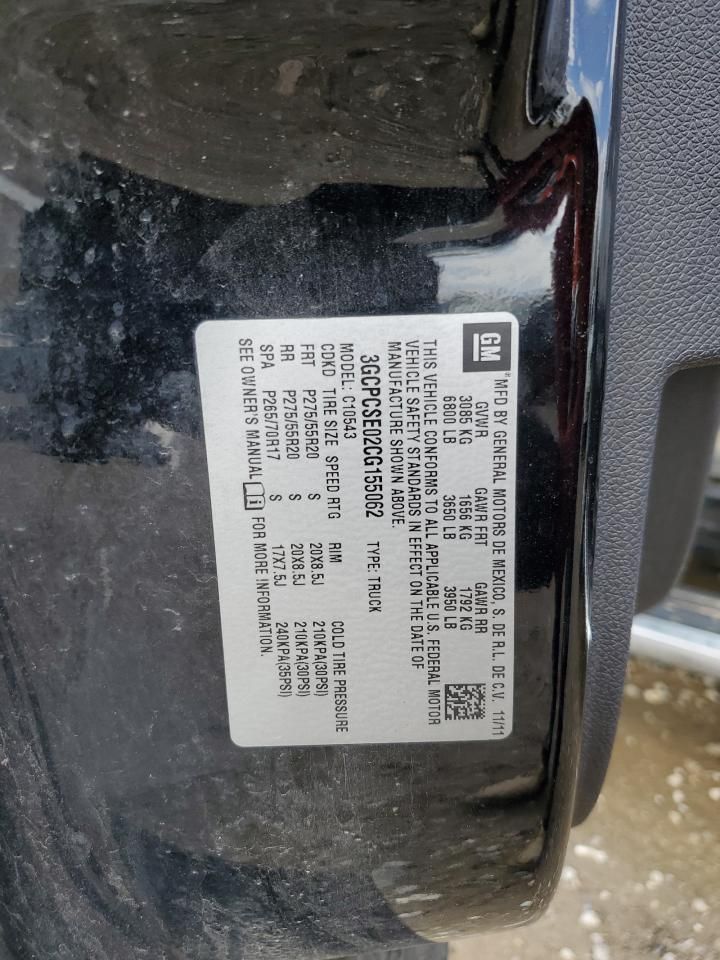 GM
MFD BY GENERAL MOTORS DE MEXICO, S. DE R.L. DE C.V. 11/11
GVWR GAWR FRT GAWR RR
3085 KG 1656 KG 1792 KG
6800 LB 3650 LB 3950 LB
THIS VEHICLE CONFORMS TO ALL APPLICABLE U.S. FEDERAL MOTOR
VEHICLE SAFETY STANDARDS IN EFFECT ON THE DATE OF
MANUFACTURE SHOWN ABOVE.
3GCPCSE02CG155062 TYPE: TRUCK
MODEL: C10543
CDKO TIRE SIZE SPEED RTG RIM COLD TIRE PRESSURE
FRT P275/55R20 S 20X8.5J 210KPA(30PSI)
RR P275/55R20 S 20X8.5J 210KPA(30PSI)
SPA P265/70R17 S 17X7.5J 240KPA(35PSI)
SEE OWNER'S MANUAL FOR MORE INFORMATION.